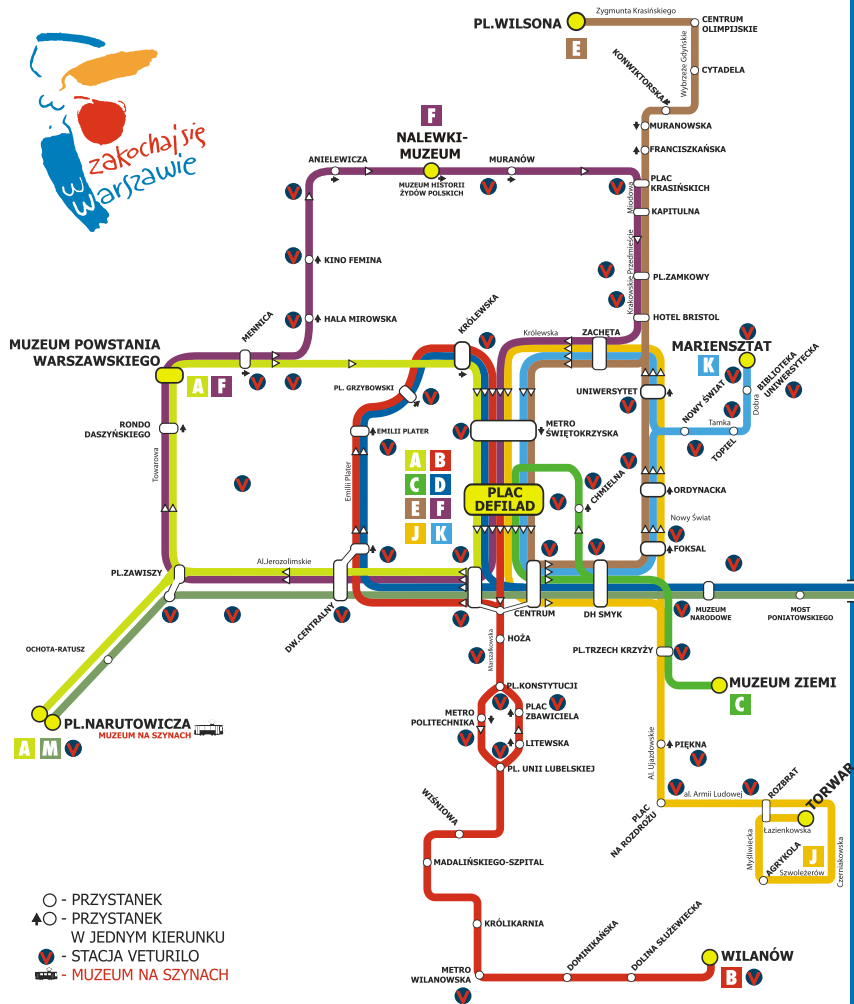 zakochaj się
w Warszawie
PL.WILSONA
E
Zygmunta Krasińskiego
CENTRUM
OLIMPIJSKIE
Wybrzeże Gdyńskie
CYTADELA
KONWIKTORSKA
MURANOWSKA
FRANCISZKAŃSKA
F
NALEWKI-
MUZEUM
MUZEUM HISTORII
ŻYDÓW POLSKICH
ANIELEWICZA
MURANÓW
PLAC
KRASIŃSKICH
Miodowa
KAPITULNA
Krakowskie Przedmieście
PL.ZAMKOWY
HOTEL BRISTOL
KINO FEMINA
HALA MIROWSKA
MENNICA
KRÓLEWSKA
Królewska
ZACHĘTA
MUZEUM POWSTANIA
WARSZAWSKIEGO
A F
MARIENSZTAT
K
BIBLIOTEKA
UNIWERSYTECKA
Dobra
NOWY ŚWIAT
Tamka
TOPIEL
UNIWERSYTET
PL. GRZYBOWSKI
EMILII PLATER
Emilii Plater
METRO
ŚWIĘTOKRZYSKA
RONDO
DASZYŃSKIEGO
Towarowa
A B
C D
E F
J K
PLAC
DEFILAD
CHMIELNA
ORDYNACKA
Nowy Świat
FOKSAL
PL.ZAWISZY
Al.Jerozolimskie
DW.CENTRALNY
CENTRUM
DH SMYK
MUZEUM
NARODOWE
MOST
PONIATOWSKIEGO
OCHOTA-RATUSZ
PL.NARUTOWICZA
MUZEUM NA SZYNACH
A M
Marszałkowska
HOŻA
PL.KONSTYTUCJI
METRO
POLITECHNIKA
PLAC
ZBAWICIELA
LITEWSKA
PL. UNII LUBELSKIEJ
PL.TRZECH KRZYŻY
MUZEUM ZIEMI
C
Al. Ujazdowskie
PIĘKNA
PLAC
NA ROZDROŻU
al. Armii Ludowej
ROZBRAT
TORWAR
Łazienkowska
Myśliwiecka
J
AGRYKOLA
Szwoleżerów
Czerniakowska
WIŚNIOWA
MADALIŃSKIEGO-SZPITAL
KRÓLIKARNIA
METRO
WILANOWSKA
DOMINIKAŃSKA
DOLINA SŁUŻEWIECKA
WILANÓW
B
- PRZYSTANEK
- PRZYSTANEK
W JEDNYM KIERUNKU
- STACJA VETURILO
- MUZEUM NA SZYNACH